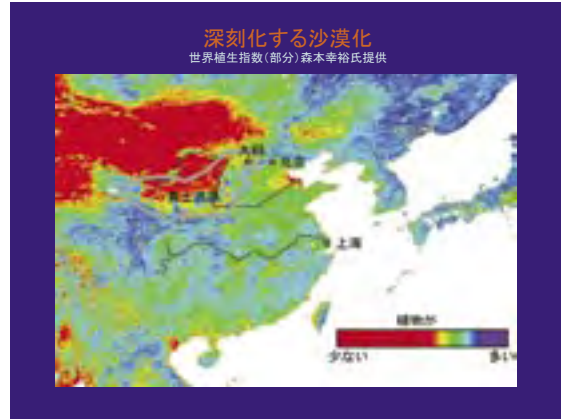 深刻化する沙漠化
世界植生指数(部分)森本幸裕氏提供
大同
北京
黄土高原
上海
植物が
少ない
多い